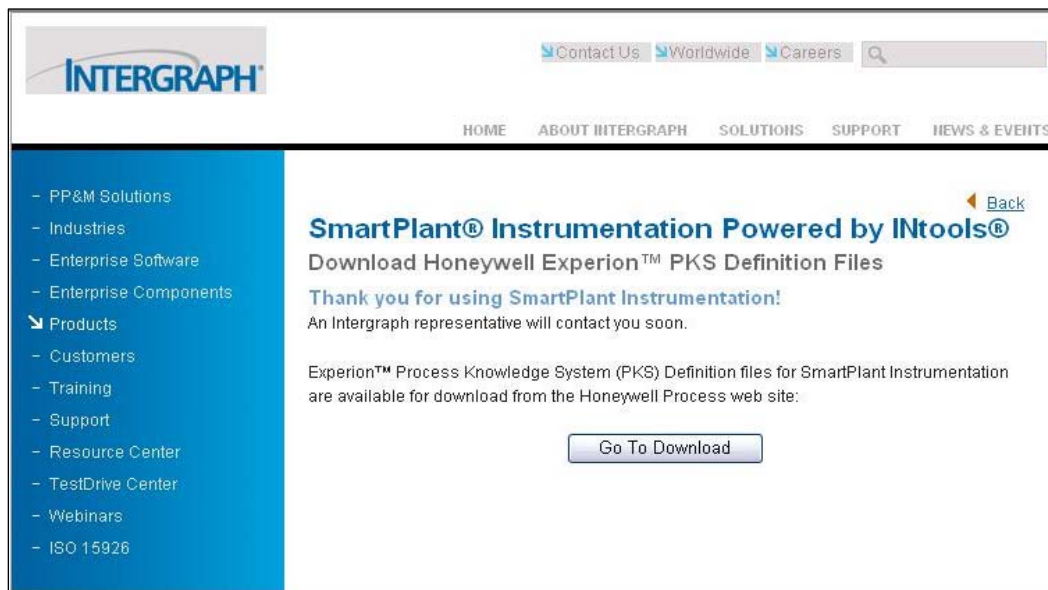 INTERGRAPH®
Contact Us Worldwide Careers
HOME ABOUT INTERGRAPH SOLUTIONS SUPPORT NEWS & EVENTS
- PP&M Solutions
- Industries
- Enterprise Software
- Enterprise Components
Products
- Customers
- Training
- Support
- Resource Center
- TestDrive Center
- Webinars
- ISO 15926
Back
SmartPlant® Instrumentation Powered by INtools®
Download Honeywell Experion™ PKS Definition Files
Thank you for using SmartPlant Instrumentation!
An Intergraph representative will contact you soon.
Experion™ Process Knowledge System (PKS) Definition files for SmartPlant Instrumentation
are available for download from the Honeywell Process web site:
Go To Download